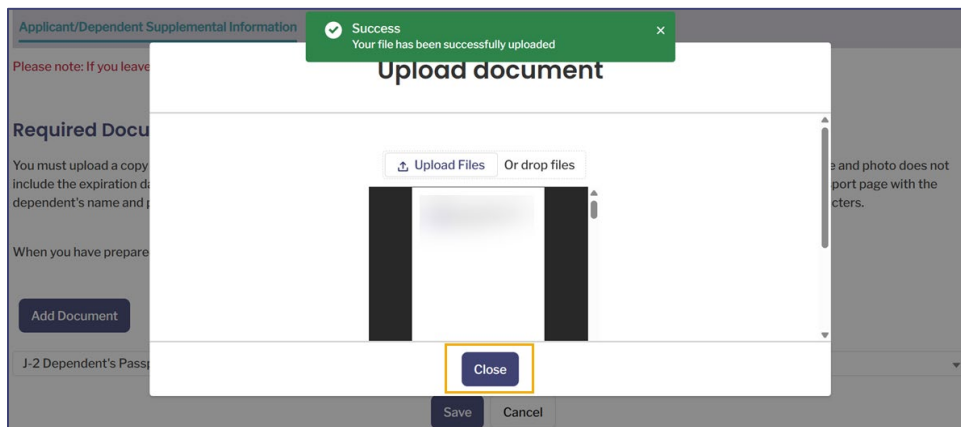 Applicant/Dependent Supplemental Information
Success
Your file has been successfully uploaded
Please note: If you leave
Upload document
Required Docu
You must upload a copy
e and photo does not
include the expiration da
port page with the
dependent's name and p
cters.
Upload Files Or drop files
When you have prepare
Add Document
J-2 Dependent's Passp
Close
Save Cancel